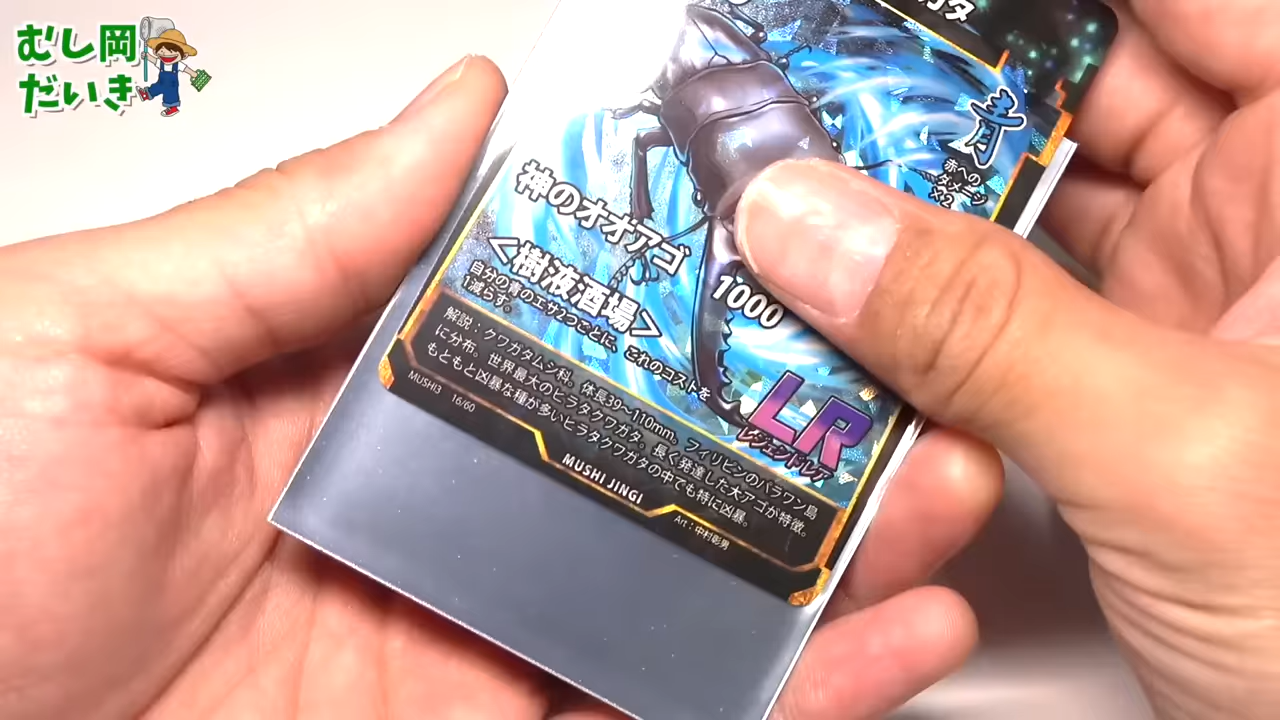 むし岡
だいき
ガタ
青
赤への
ダメージ
×2
神のオオアゴ
1000
<樹液酒場>
自分の青のエサ2つごとに、これのコストを
1減らす。
LR
レジェンドルア
解説：クワガタムシ科。体長39~110mm。フィリピンのパラワン島
に分布。世界最大のヒラタクワガタ。長く発達した大アゴが特徴。
もともと凶暴な種が多いヒラタクワガタの中でも特に凶暴。
MUSHI3 16/60
MUSHI JINGI
Art：中村彰男